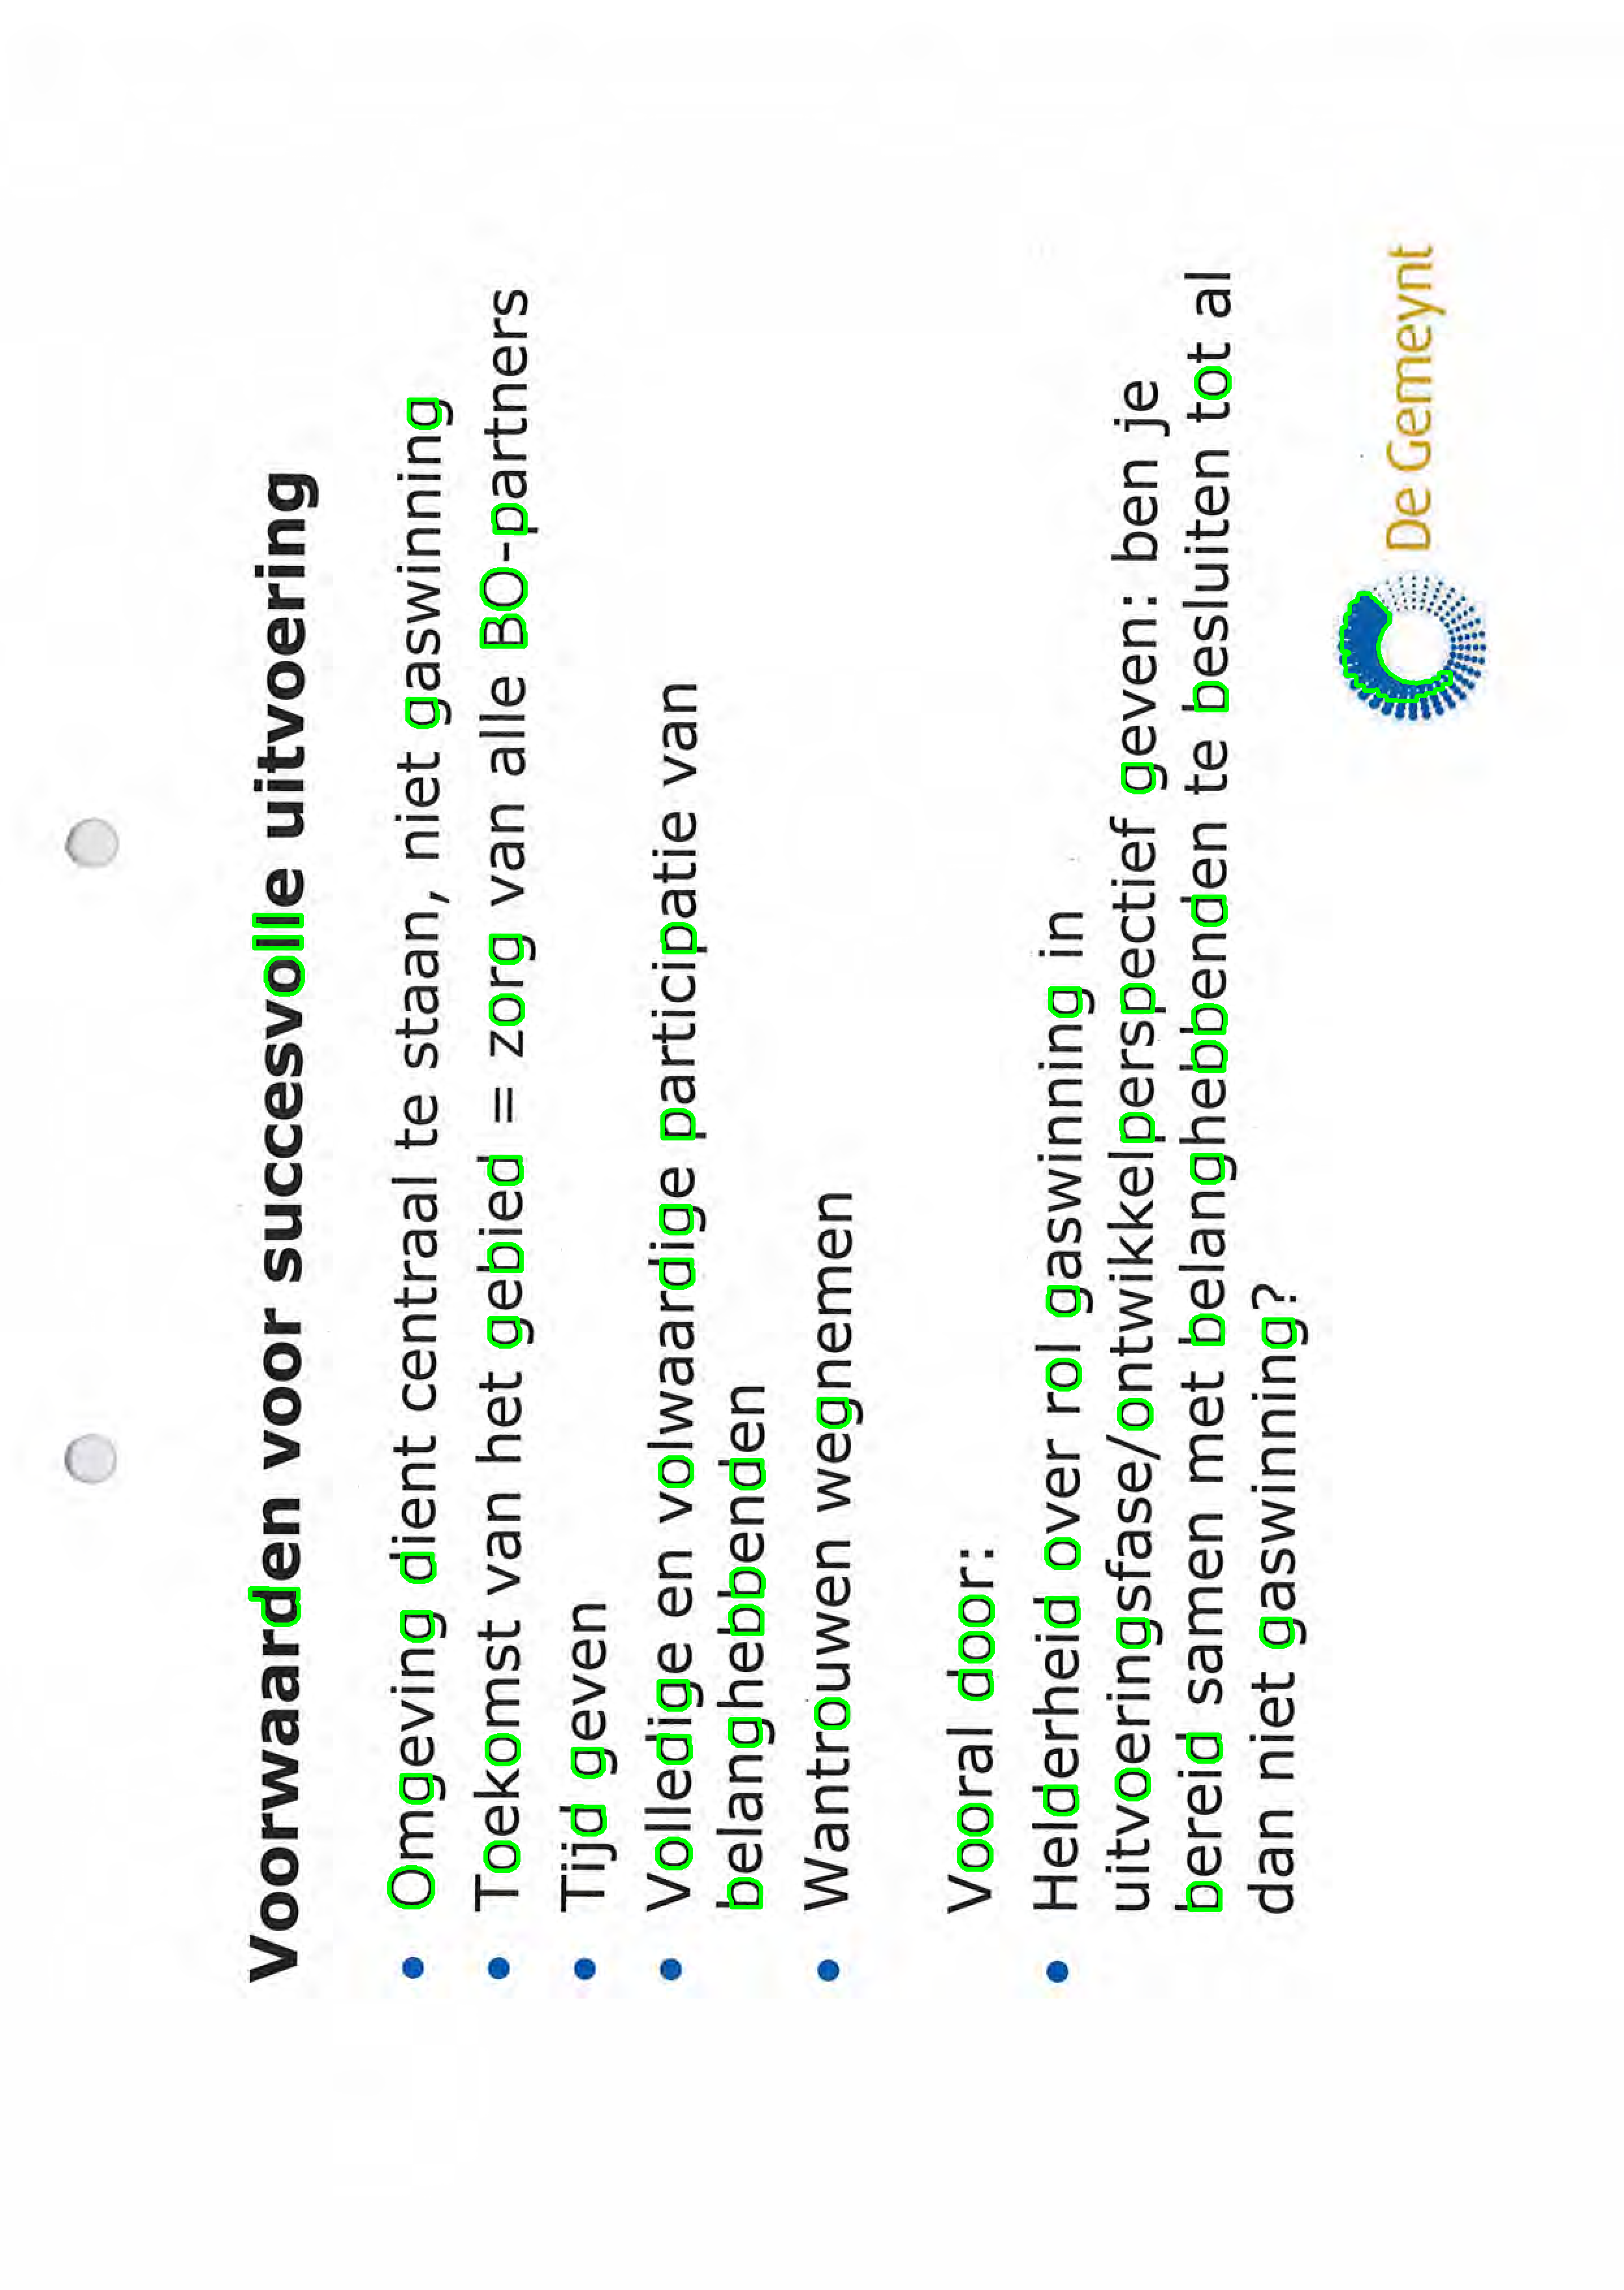 Voorwaarden voor succesvolle uitvoering
• Omgeving dient centraal te staan, niet gaswinning
• Toekomst van het gebied = zorg van alle BO-partners
• Tijd geven
• Volledige en volwaardige participatie van
belanghebbenden
• Wantrouwen wegnemen
Vooral door:
• Helderheid over rol gaswinning in
uitvoeringsfase/ontwikkelperspectief geven: ben je
bereid samen met belanghebbenden te besluiten tot al
dan niet gaswinning?
De Gemeynt